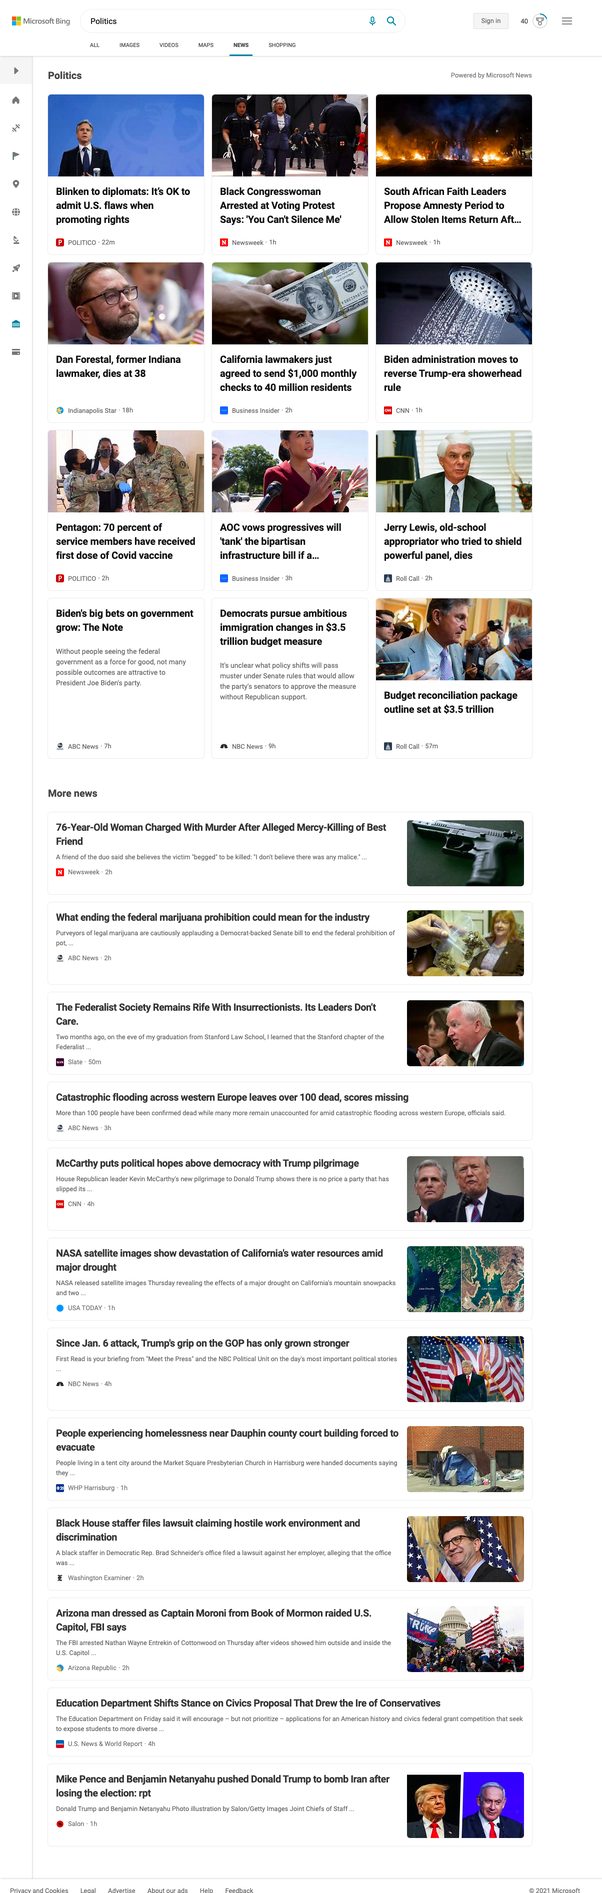 Microsoft Bing
Politics
Sign in
40
ALL
IMAGES
VIDEOS
MAPS
NEWS
SHOPPING
Politics
Powered by Microsoft News
Blinken to diplomats: It's OK to
admit U.S. flaws when
promoting rights
POLITICO · 22m
Black Congresswoman
Arrested at Voting Protest
Says: 'You Can't Silence Me'
Newsweek · 1h
South African Faith Leaders
Propose Amnesty Period to
Allow Stolen Items Return Aft...
Newsweek · 1h
Dan Forestal, former Indiana
lawmaker, dies at 38
Indianapolis Star · 18h
California lawmakers just
agreed to send $1,000 monthly
checks to 40 million residents
Business Insider · 2h
Biden administration moves to
reverse Trump-era showerhead
rule
CNN · 1h
Pentagon: 70 percent of
service members have received
first dose of Covid vaccine
POLITICO · 2h
AOC vows progressives will
'tank' the bipartisan
infrastructure bill if a...
Business Insider · 3h
Jerry Lewis, old-school
appropriator who tried to shield
powerful panel, dies
Roll Call · 2h
Biden's big bets on government
grow: The Note
Without people seeing the federal
government as a force for good, not many
possible outcomes are attractive to
President Joe Biden's party.
ABC News · 7h
Democrats pursue ambitious
immigration changes in $3.5
trillion budget measure
It's unclear what policy shifts will pass
muster under Senate rules that would allow
the party's senators to approve the measure
without Republican support.
NBC News · 9h
Budget reconciliation package
outline set at $3.5 trillion
Roll Call · 57m
More news
76-Year-Old Woman Charged With Murder After Alleged Mercy-Killing of Best
Friend
A friend of the duo said she believes the victim "begged" to be killed: "I don't believe there was any malice." ...
Newsweek · 2h
What ending the federal marijuana prohibition could mean for the industry
Purveyors of legal marijuana are cautiously applauding a Democrat-backed Senate bill to end the federal prohibition of
pot, ...
ABC News · 2h
The Federalist Society Remains Rife With Insurrectionists. Its Leaders Don't
Care.
Two months ago, on the eve of my graduation from Stanford Law School, I learned that the Stanford chapter of the
Federalist ...
Slate · 50m
Catastrophic flooding across western Europe leaves over 100 dead, scores missing
More than 100 people have been confirmed dead while many more remain unaccounted for amid catastrophic flooding across western Europe, officials said.
ABC News · 3h
McCarthy puts political hopes above democracy with Trump pilgrimage
House Republican leader Kevin McCarthy's new pilgrimage to Donald Trump shows there is no price a party that has
slipped its ...
CNN · 4h
NASA satellite images show devastation of California's water resources amid
major drought
NASA released satellite images Thursday revealing the effects of a major drought on California's mountain snowpacks
and two ...
USA TODAY · 1h
Since Jan. 6 attack, Trump's grip on the GOP has only grown stronger
First Read is your briefing from "Meet the Press" and the NBC Political Unit on the day's most important political stories
...
NBC News · 4h
People experiencing homelessness near Dauphin county court building forced to
evacuate
People living in a tent city around the Market Square Presbyterian Church in Harrisburg were handed documents saying
they ...
WHP Harrisburg · 1h
Black House staffer files lawsuit claiming hostile work environment and
discrimination
A black staffer in Democratic Rep. Brad Schneider's office filed a lawsuit against her employer, alleging that the office
was ...
Washington Examiner · 2h
Arizona man dressed as Captain Moroni from Book of Mormon raided U.S.
Capitol, FBI says
The FBI arrested Nathan Wayne Entrekin of Cottonwood on Thursday after videos showed him outside and inside the
U.S. Capitol ...
Arizona Republic · 2h
TRUMP
Education Department Shifts Stance on Civics Proposal That Drew the Ire of Conservatives
The Education Department on Friday said it will encourage – but not prioritize – applications for an American history and civics federal grant competition that seek
to expose students to more diverse ...
U.S. News & World Report · 4h
Mike Pence and Benjamin Netanyahu pushed Donald Trump to bomb Iran after
losing the election: rpt
Donald Trump and Benjamin Netanyahu Photo illustration by Salon/Getty Images Joint Chiefs of Staff ...
Salon · 1h
Privacy and Cookies
Legal
Advertise
About our ads
Help
Feedback
© 2021 Microsoft